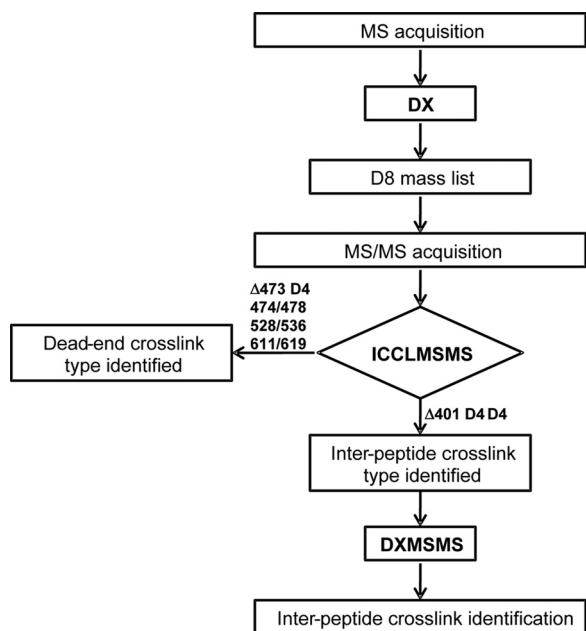 MS acquisition
DX
D8 mass list
MS/MS acquisition
Δ473 D4
474/478
528/536
611/619
Dead-end crosslink
type identified
ICCLMSMS
Δ401 D4 D4
Inter-peptide crosslink
type identified
DXMSMS
Inter-peptide crosslink identification